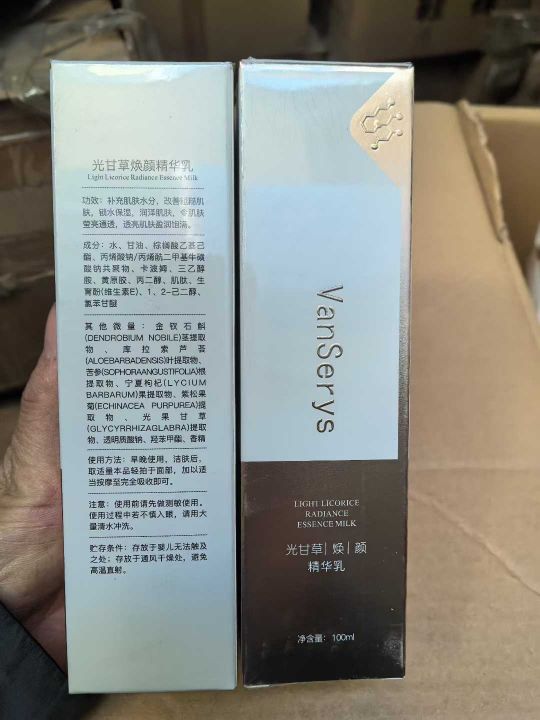 光甘草焕颜精华乳
Light Licorice Radiance Essence Milk
功效：补充肌肤水分，改善粗糙肌
肤，锁水保湿，润泽肌肤，令肌肤
莹亮通透，透亮肌肤盈润饱满。
成分：水、甘油、棕榈酸乙基己
酯、丙烯酸钠/丙烯酰二甲基牛磺
酸钠共聚物、卡波姆、三乙醇
胺、黄原胶、丙二醇、肌肽、生
育酚(维生素E)、1、2-己二醇、
氯苯甘醚
其他微量：金钗石斛
(DENDROBIUM NOBILE)茎提取
物、库拉索芦荟
(ALOEBARBADENSIS)叶提取物、
苦参(SOPHORAANGUSTIFOLIA)根
提取物、宁夏枸杞(LYCIUM
BARBARUM)果提取物、紫松果
菊(ECHINACEA PURPUREA)提
取物、光果甘草
(GLYCYRRHIZAGLABRA)提取
物、透明质酸钠、羟苯甲酯、香精
使用方法：早晚使用，洁肤后，
取适量本品轻拍于面部，加以适
当按摩至完全吸收即可。
注意：使用前请先做测敏使用。
使用过程中若不慎入眼，请用大
量清水冲洗。
贮存条件：存放于婴儿无法触及
之处；存放于通风干燥处，避免
高温直射。
VanSerys
LIGHT LICORICE
RADIANCE
ESSENCE MILK
光甘草|焕|颜
精华乳
净含量：100ml